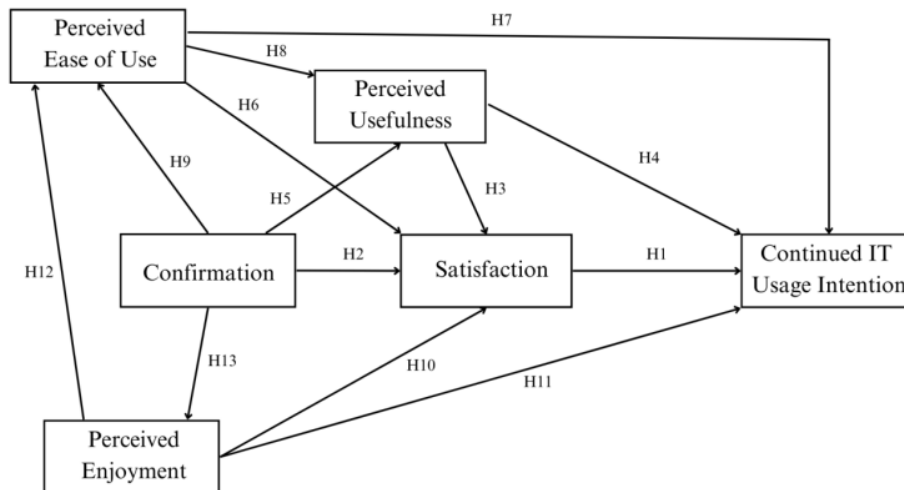 Perceived
Ease of Use
H7
H8
H6
Perceived
Usefulness
H9
H5
H3
H4
H12
Confirmation
H2
Satisfaction
H1
Continued IT
Usage Intention
H13
H10
H11
Perceived
Enjoyment